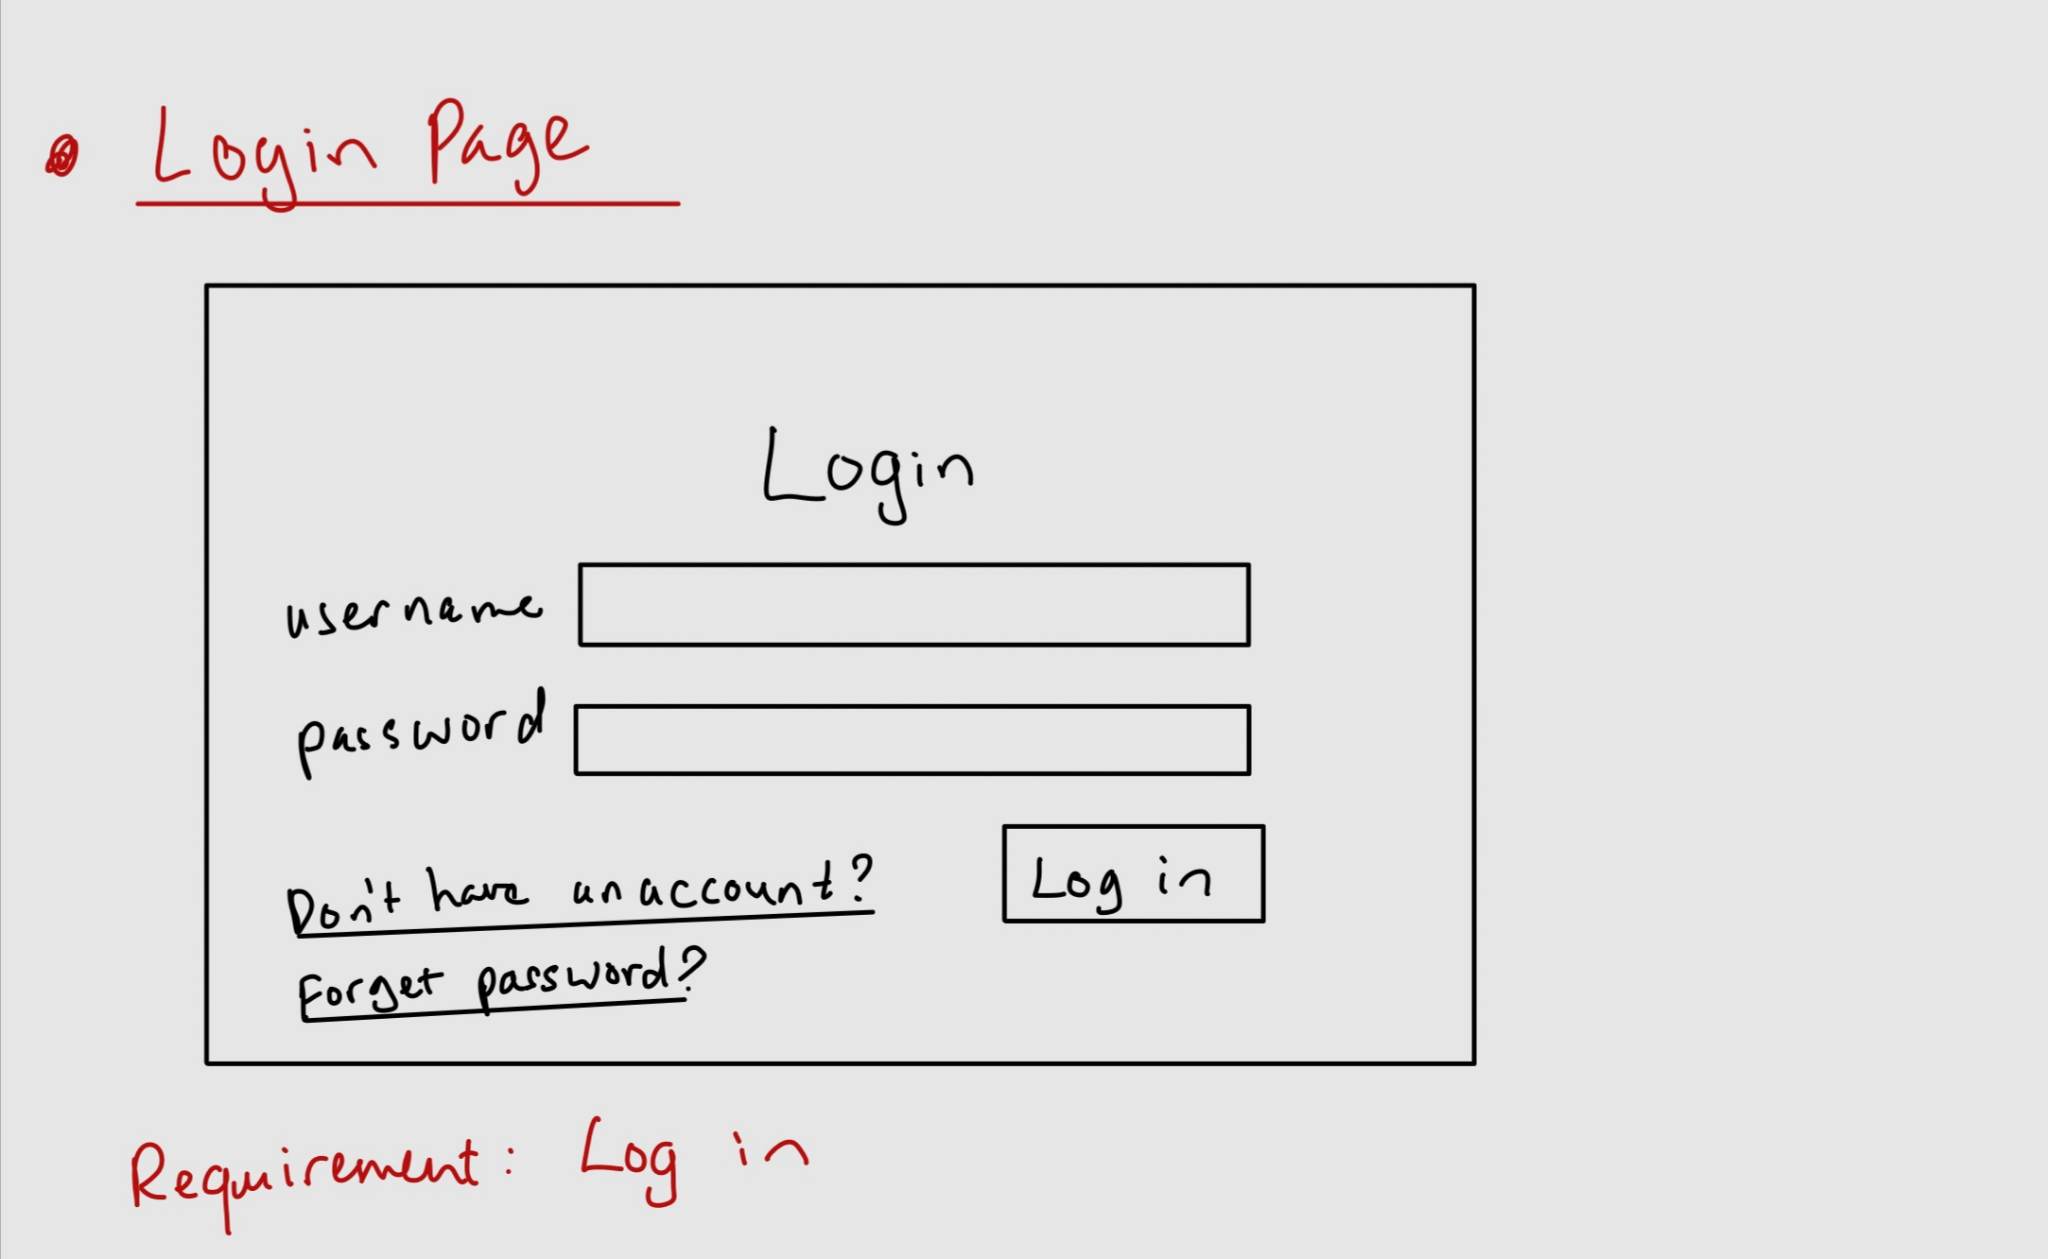 Login Page
Login
username
password
Don't have an account?
Log in
Forget password?
Requirement: Log in